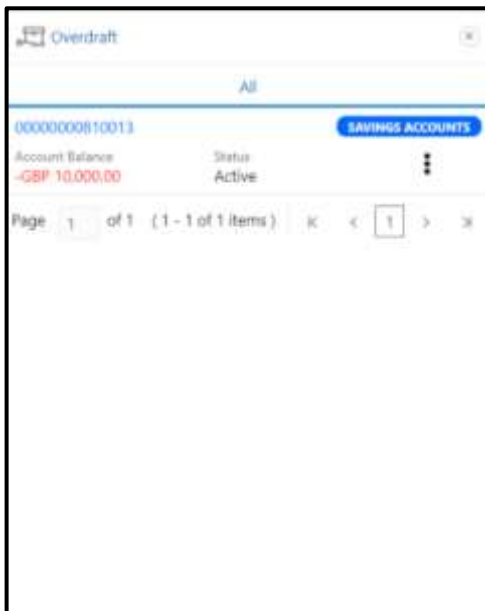 Overdraft
All
00000000810013 SAVINGS ACCOUNTS
Account Balance Status
-GBP 10,000.00 Active
Page 1 of 1 ( 1 - 1 of 1 items ) 1